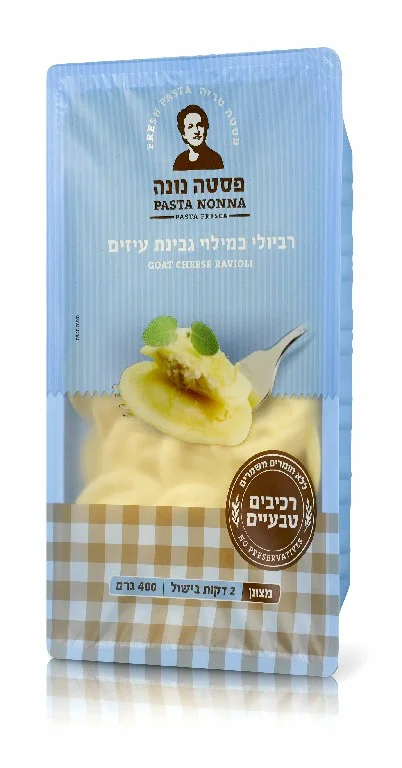 FRESH PASTA פסטה טריה
פסטה נונה
PASTA NONNA
PASTA FRESCA
רביולי במילוי גבינת עיזים
GOAT CHEESE RAVIOLI
ללא חומרים משמרים
רכיבים
טבעיים
NO PRESERVATIVES
מצונן | 2 דקות בישול | 400 גרם